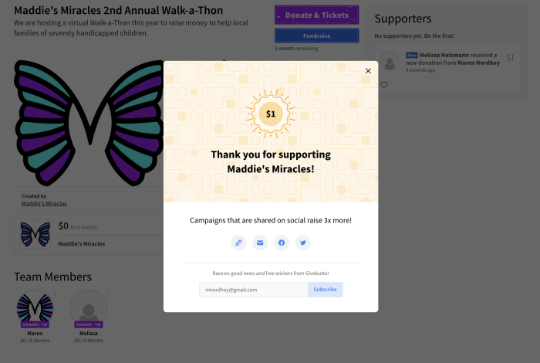 Maddie's Miracles 2nd Annual Walk-a-Thon
We are hosting a virtual Walk-a-Thon this year to raise money to help local
families of severely handicapped children.
Donate & Tickets
Fundraise
1 month remaining
Supporters
No supporters yet. Be the first!
New Melissa Heizmann received a
new donation from Maren Nordhoy
$1
4 seconds ago
$1
Thank you for supporting
Maddie's Miracles!
Campaigns that are shared on social raise 3x more!
Receive good news and free stickers from Givebutter
mnordhoy@gmail.com
Subscribe
Created by
Maddie's Miracles
$0 by 0 people
Maddie's Miracles
Team Members
Maren
Melissa